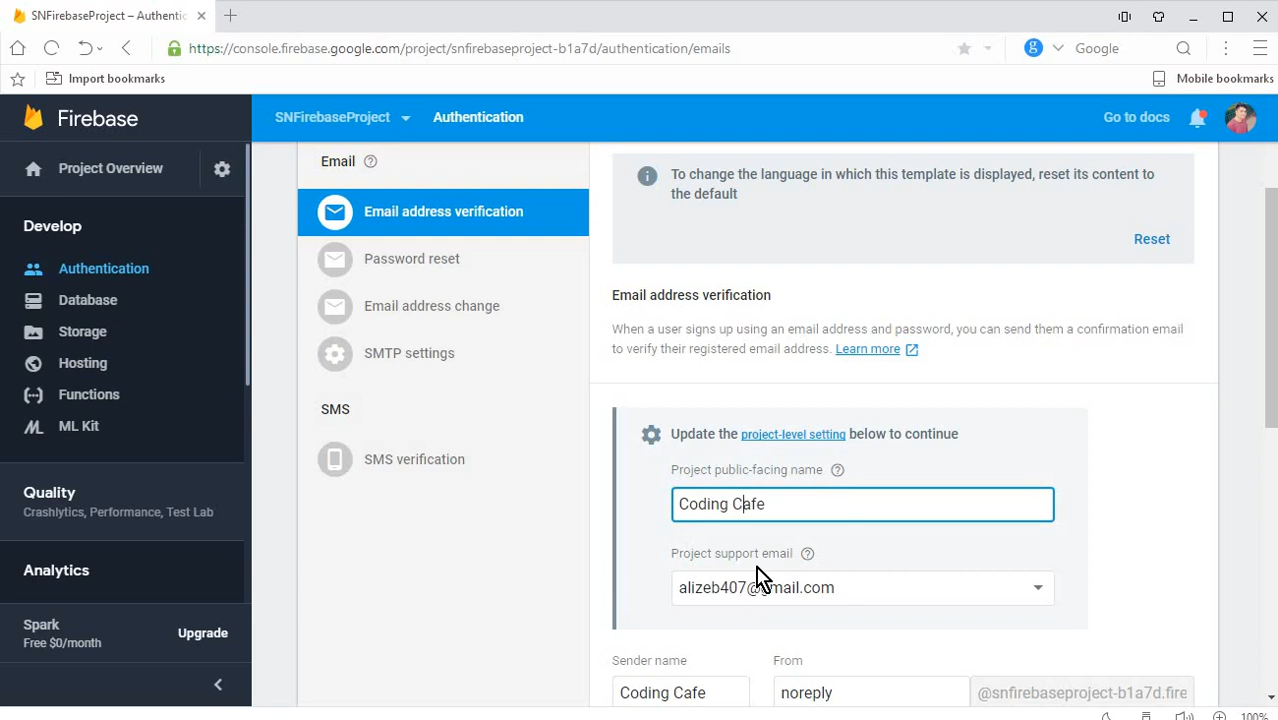 SNFirebaseProject – Authentic
https://console.firebase.google.com/project/snfirebaseproject-b1a7d/authentication/emails
g
Google
Import bookmarks
Mobile bookmarks
Firebase
SNFirebaseProject
Authentication
Go to docs
Project Overview
Develop
Authentication
Database
Storage
Hosting
Functions
ML Kit
Quality
Crashlytics, Performance, Test Lab
Analytics
Spark
Free $0/month
Upgrade
Email
Email address verification
Password reset
Email address change
SMTP settings
SMS
SMS verification
To change the language in which this template is displayed, reset its content to
the default
Reset
Email address verification
When a user signs up using an email address and password, you can send them a confirmation email
to verify their registered email address. Learn more
Update the project-level setting below to continue
Project public-facing name
Coding Cafe
Project support email
alizeb407@gmail.com
Sender name
From
Coding Cafe
noreply
@snfirebaseproject-b1a7d.fire
100%